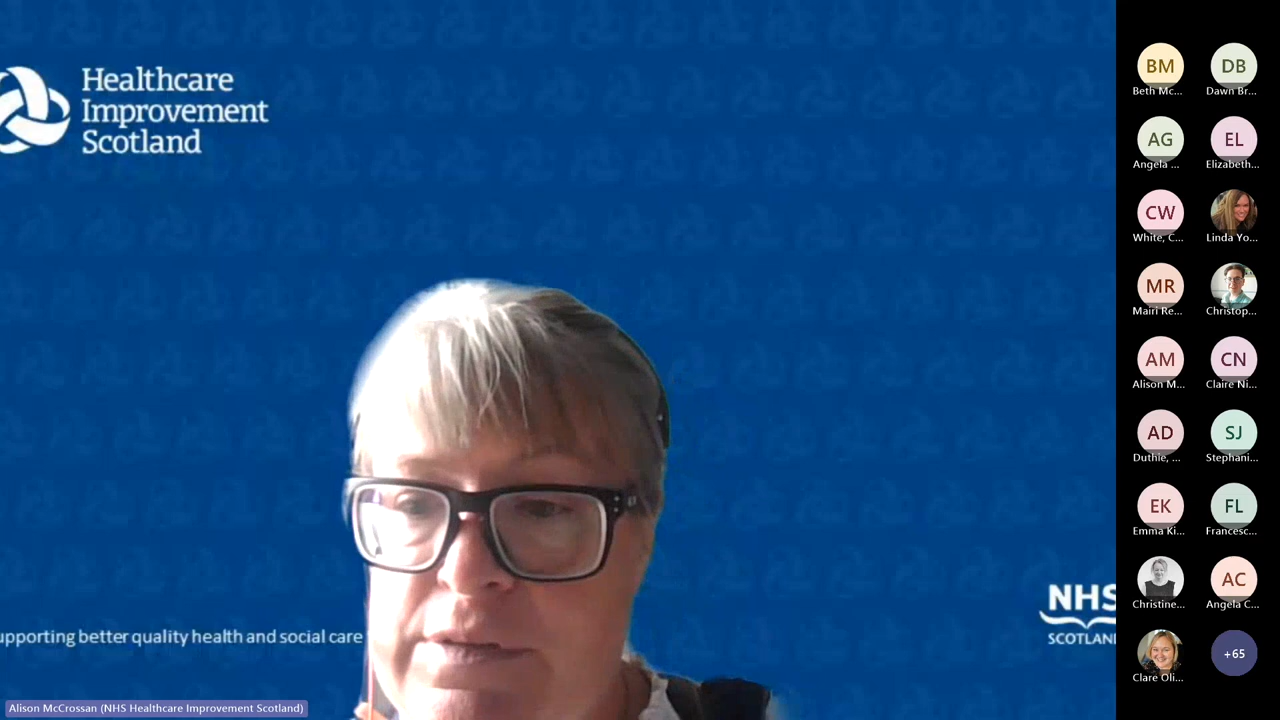 Healthcare
Improvement
Scotland
upporting better quality health and social care
NHS
SCOTLAN
Alison McCrossan (NHS Healthcare Improvement Scotland)
BM
Beth Mc...
DB
Dawn Br...
AG
Angela ...
EL
Elizabeth...
CW
White, C...
Linda Yo...
MR
Mairi Re...
Christop...
AM
Alison M...
CN
Claire Ni...
AD
Duthie, ...
SJ
Stephani...
EK
Emma Ki...
FL
Francesc...
Christine...
AC
Angela C...
Clare Oli...
+65